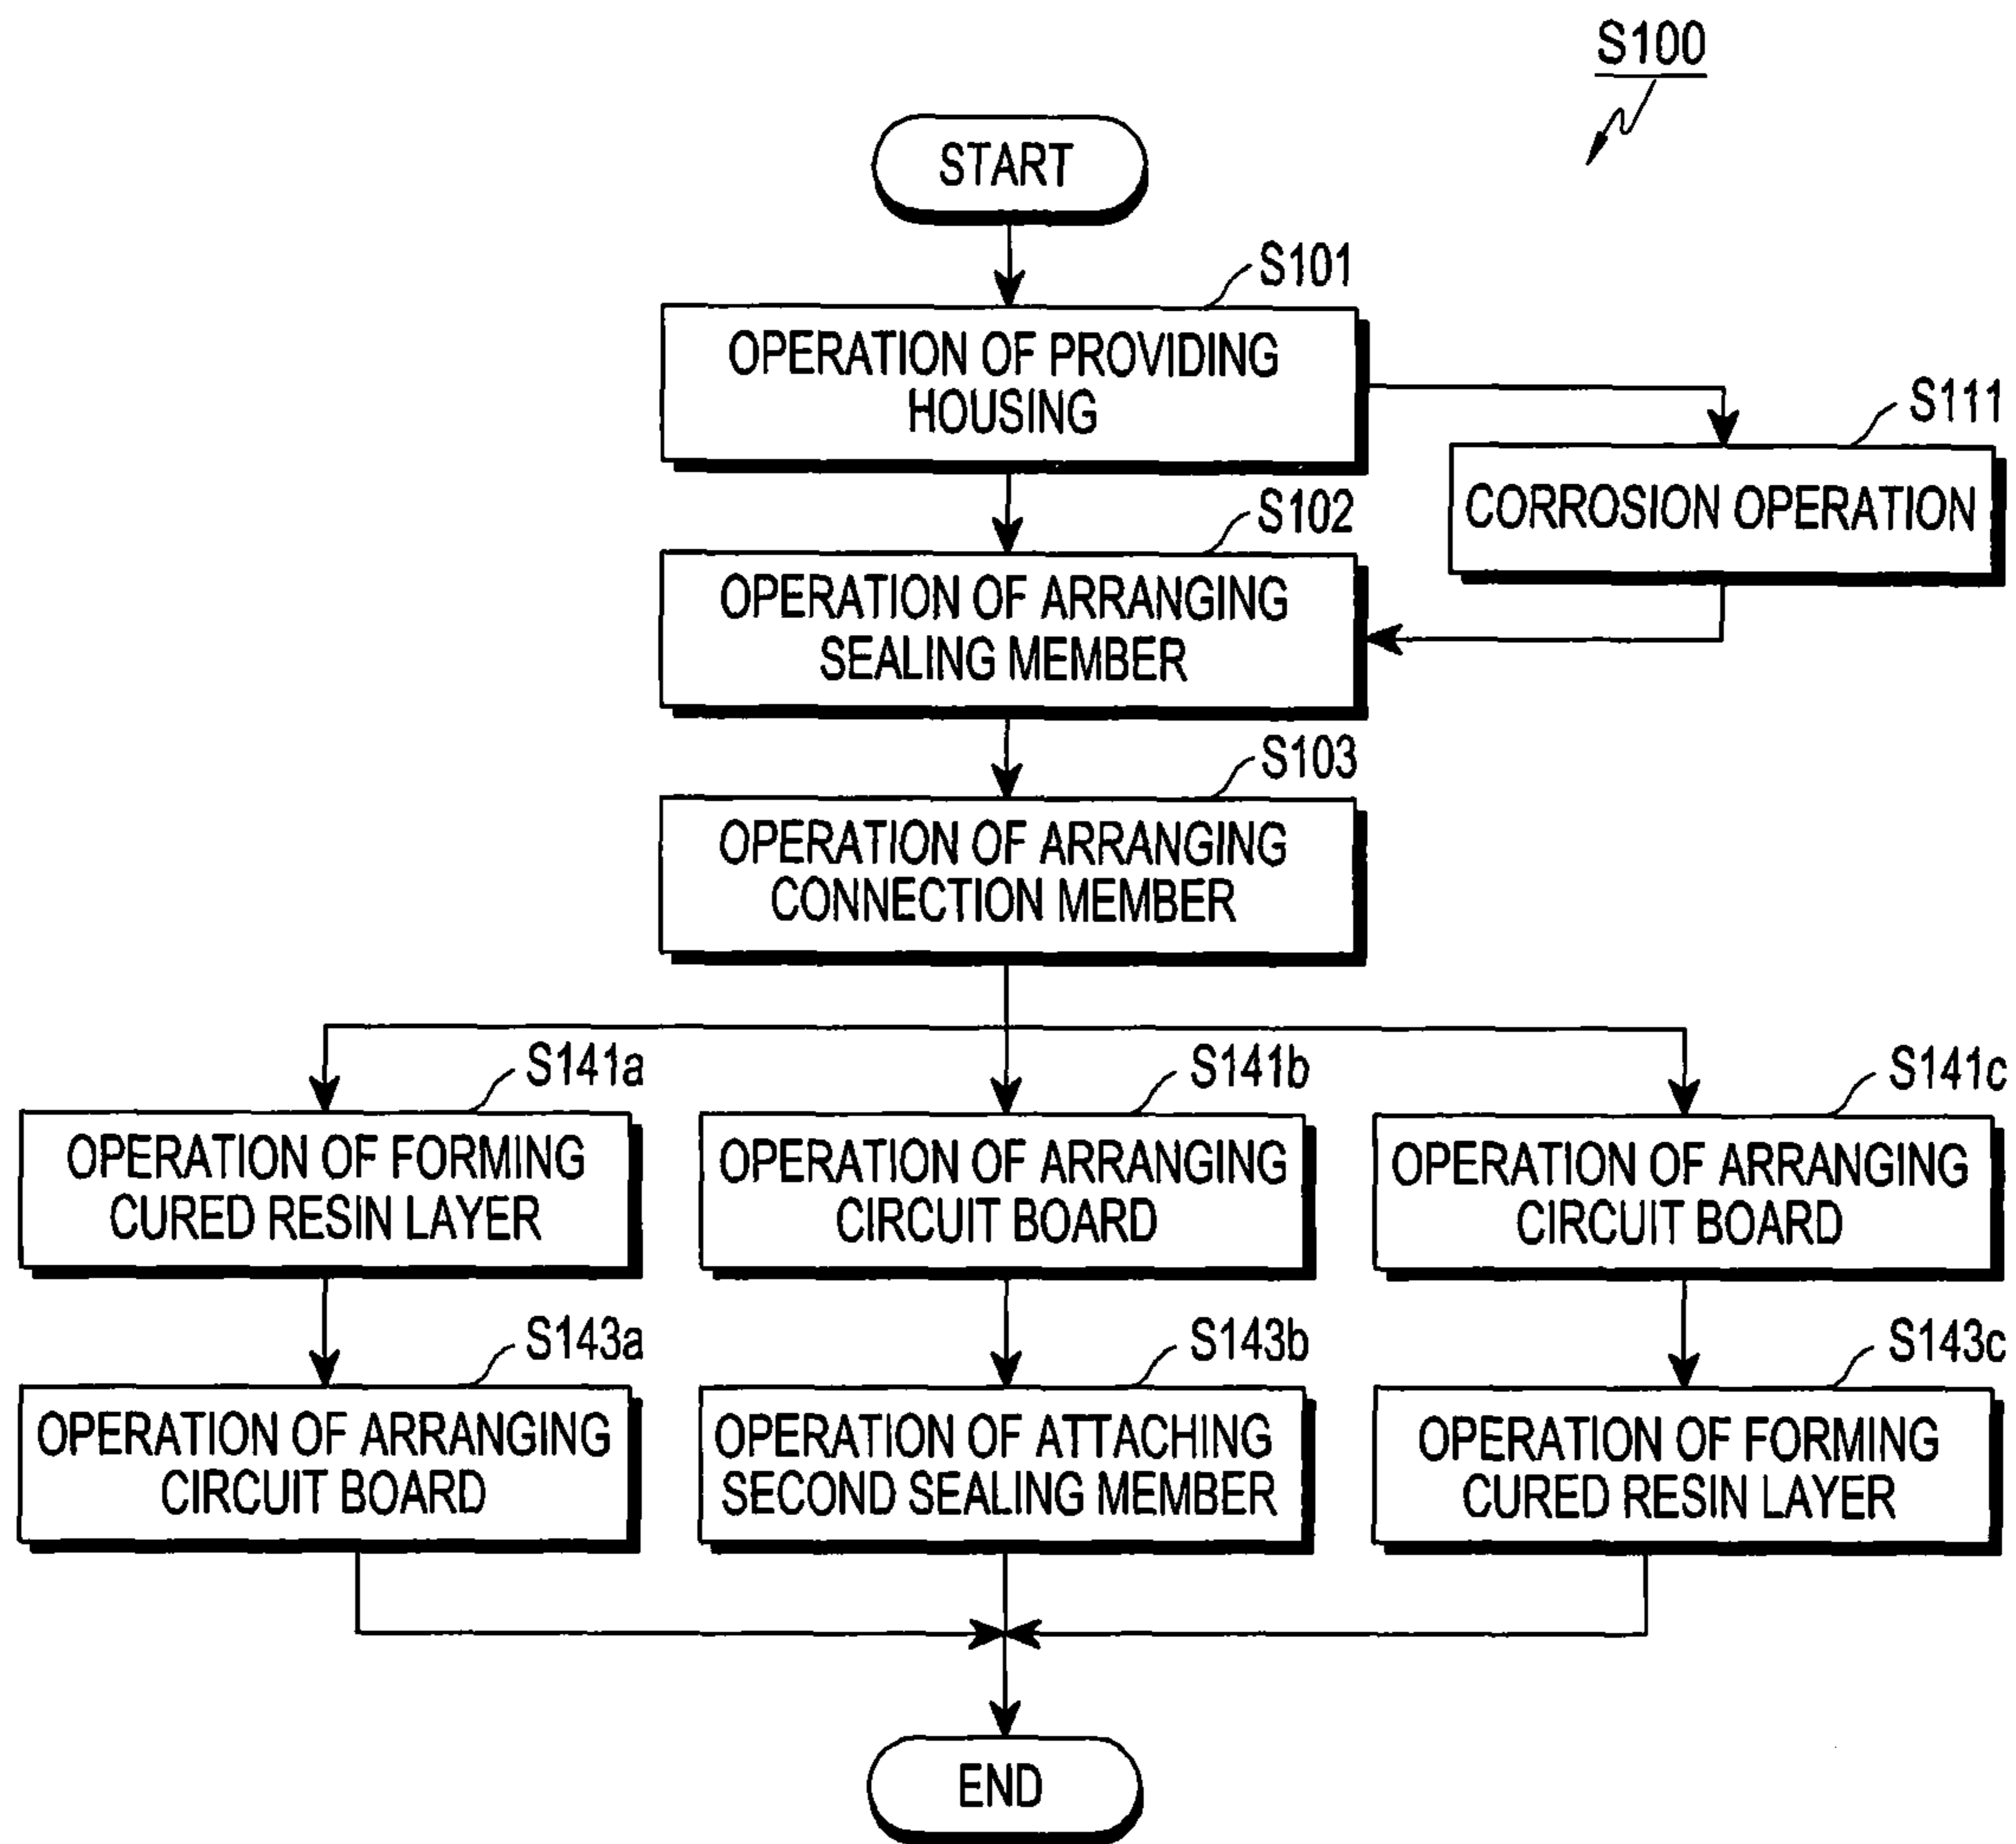 S100
START
S101
OPERATION OF PROVIDING
HOUSING
S111
CORROSION OPERATION
S102
OPERATION OF ARRANGING
SEALING MEMBER
S103
OPERATION OF ARRANGING
CONNECTION MEMBER
S141a
OPERATION OF FORMING
CURED RESIN LAYER
S141b
OPERATION OF ARRANGING
CIRCUIT BOARD
S141c
OPERATION OF ARRANGING
CIRCUIT BOARD
S143a
OPERATION OF ARRANGING
CIRCUIT BOARD
S143b
OPERATION OF ATTACHING
SECOND SEALING MEMBER
S143c
OPERATION OF FORMING
CURED RESIN LAYER
END